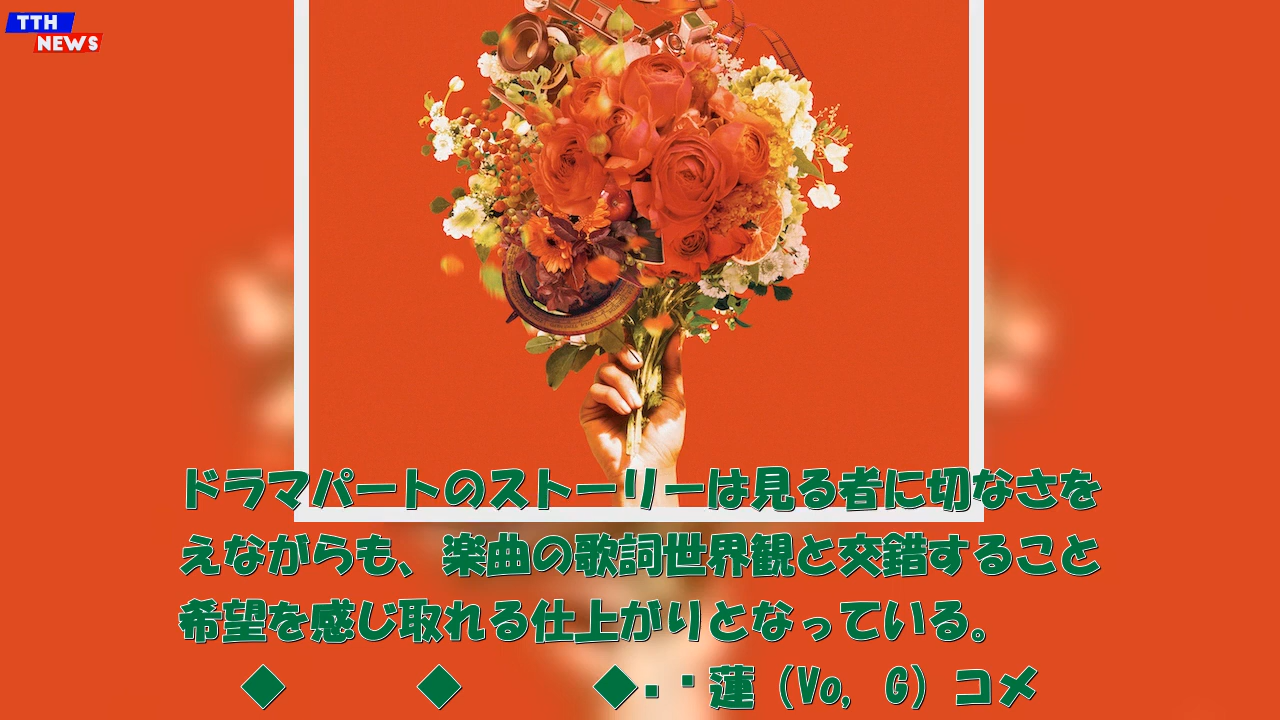 TTH
NEWS
ドラマパートのストーリーは見る者に切なさを
えながらも、楽曲の歌詞世界観と交錯すること
希望を感じ取れる仕上がりとなっている。
◆ ◆ ◆■■蓮（Vo, G）コメ